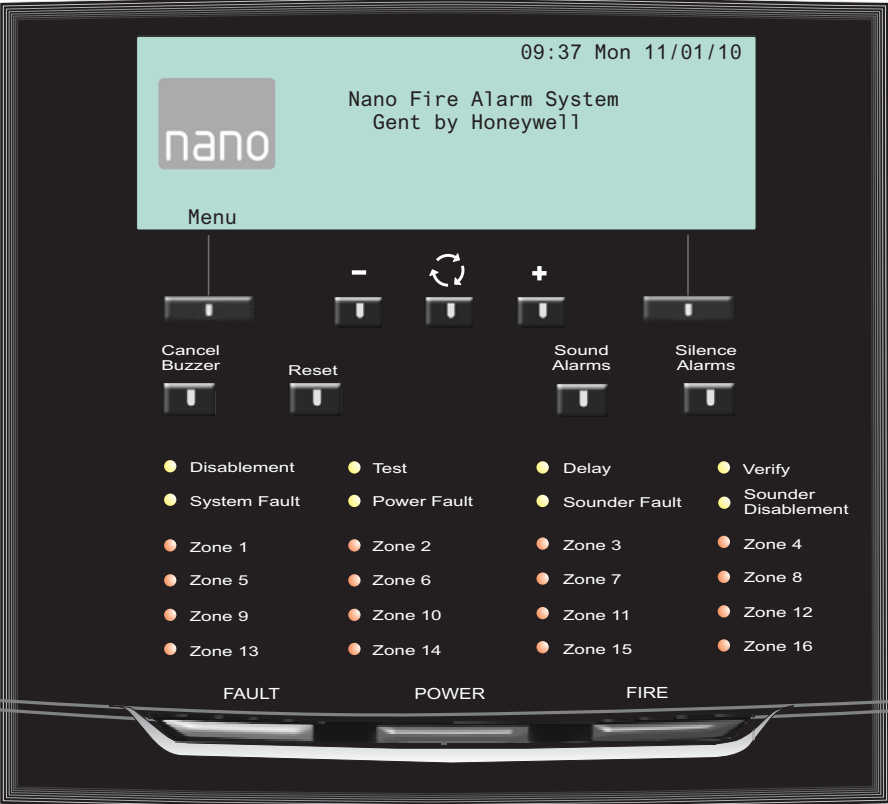 09:37 Mon 11/01/10
nano
Nano Fire Alarm System
Gent by Honeywell
Menu
- +
Cancel
Buzzer
Reset
Sound
Alarms
Silence
Alarms
Disablement Test Delay Verify
System Fault Power Fault Sounder Fault Sounder
Disablement
Zone 1 Zone 2 Zone 3 Zone 4
Zone 5 Zone 6 Zone 7 Zone 8
Zone 9 Zone 10 Zone 11 Zone 12
Zone 13 Zone 14 Zone 15 Zone 16
FAULT POWER FIRE